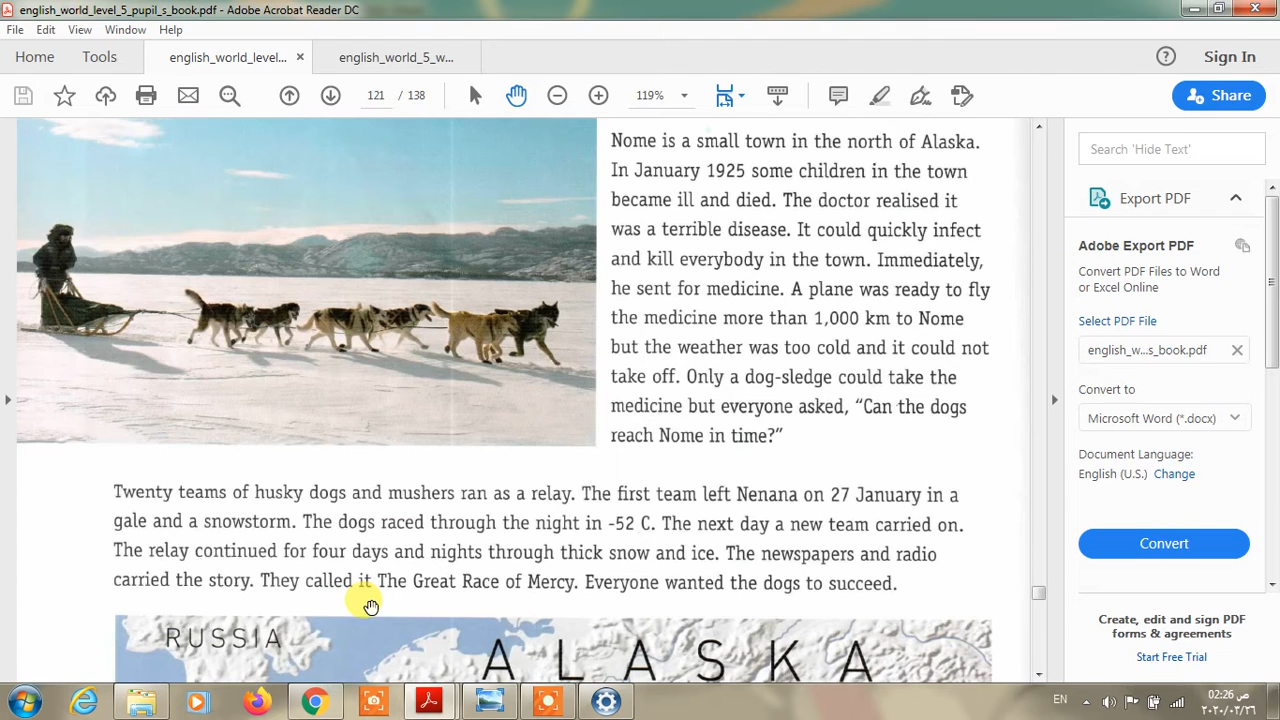 english_world_level_5_pupil_s_book.pdf - Adobe Acrobat Reader DC
File Edit View Window Help
Home Tools english_world_level... × english_world_5_w... Sign In
121 / 138 119% Share
Nome is a small town in the north of Alaska.
In January 1925 some children in the town
became ill and died. The doctor realised it
was a terrible disease. It could quickly infect
and kill everybody in the town. Immediately,
he sent for medicine. A plane was ready to fly
the medicine more than 1,000 km to Nome
but the weather was too cold and it could not
take off. Only a dog-sledge could take the
medicine but everyone asked, “Can the dogs
reach Nome in time?”
Twenty teams of husky dogs and mushers ran as a relay. The first team left Nenana on 27 January in a
gale and a snowstorm. The dogs raced through the night in -52 C. The next day a new team carried on.
The relay continued for four days and nights through thick snow and ice. The newspapers and radio
carried the story. They called it The Great Race of Mercy. Everyone wanted the dogs to succeed.
RUSSIA
ALASKA
Search 'Hide Text'
Export PDF
Adobe Export PDF
Convert PDF Files to Word
or Excel Online
Select PDF File
english_w...s_book.pdf
Convert to
Microsoft Word (*.docx)
Document Language:
English (U.S.) Change
Convert
Create, edit and sign PDF
forms & agreements
Start Free Trial
EN
02:26 ص
٢٠٢٠/٠٣/٢٦